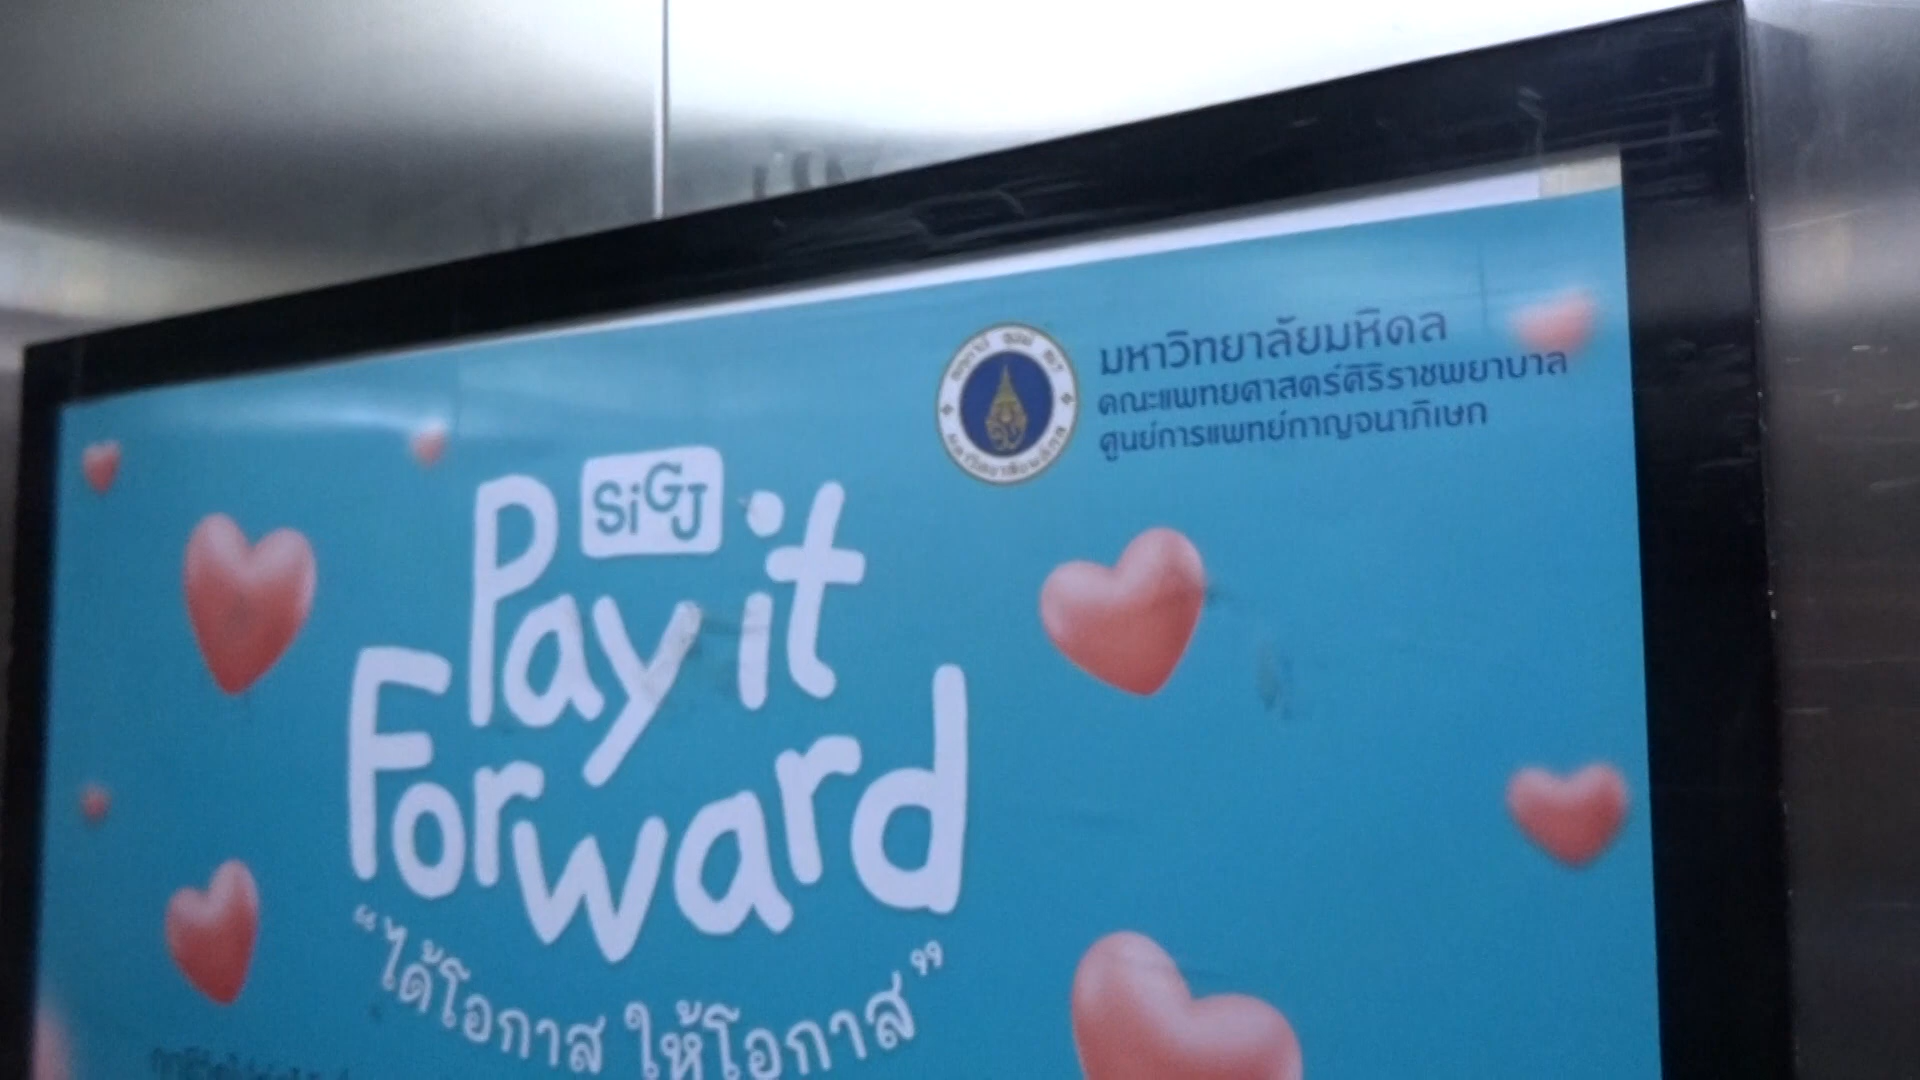 มหาวิทยาลัยมหิดล
คณะแพทยศาสตร์ศิริราชพยาบาล
ศูนย์การแพทย์กาญจนาภิเษก
SiGJ
Pay it
Forward
“ได้โอกาส ให้โอกาส”